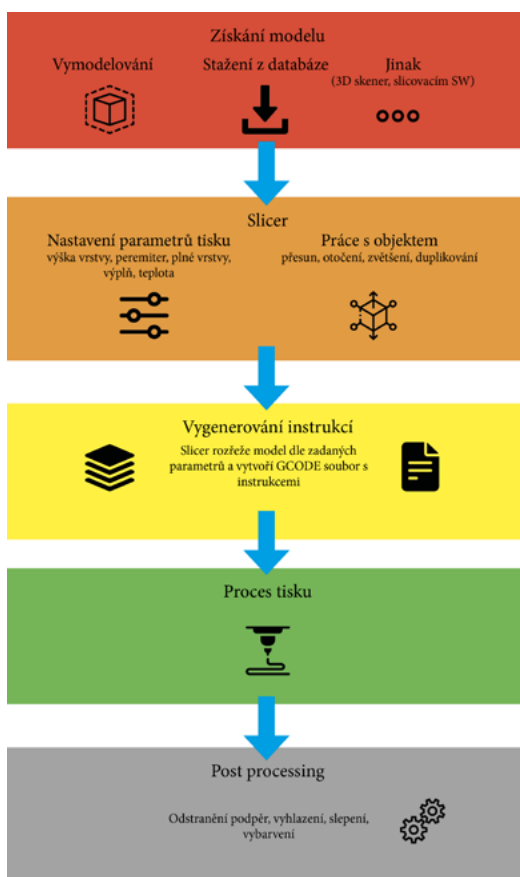 Získání modelu
Vymodelování
Stažení z databáze
Jinak
(3D skener, slicovacím SW)
Slicer
Nastavení parametrů tisku
výška vrstvy, peremiter, plné vrstvy,
výplň, teplota
Práce s objektem
přesun, otočení, zvětšení, duplikování
Vygenerování instrukcí
Slicer rozřeže model dle zadaných
parametrů a vytvoří GCODE soubor s
instrukcemi
Proces tisku
Post processing
Odstranění podpěr, vyhlazení, slepení,
vybarvení